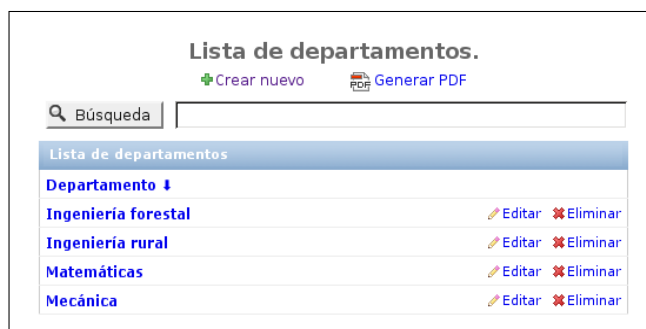 Lista de departamentos.
Crear nuevo PDF Generar PDF
Búsqueda
Lista de departamentos
Departamento ⬇
Ingeniería forestal Editar Eliminar
Ingeniería rural Editar Eliminar
Matemáticas Editar Eliminar
Mecánica Editar Eliminar